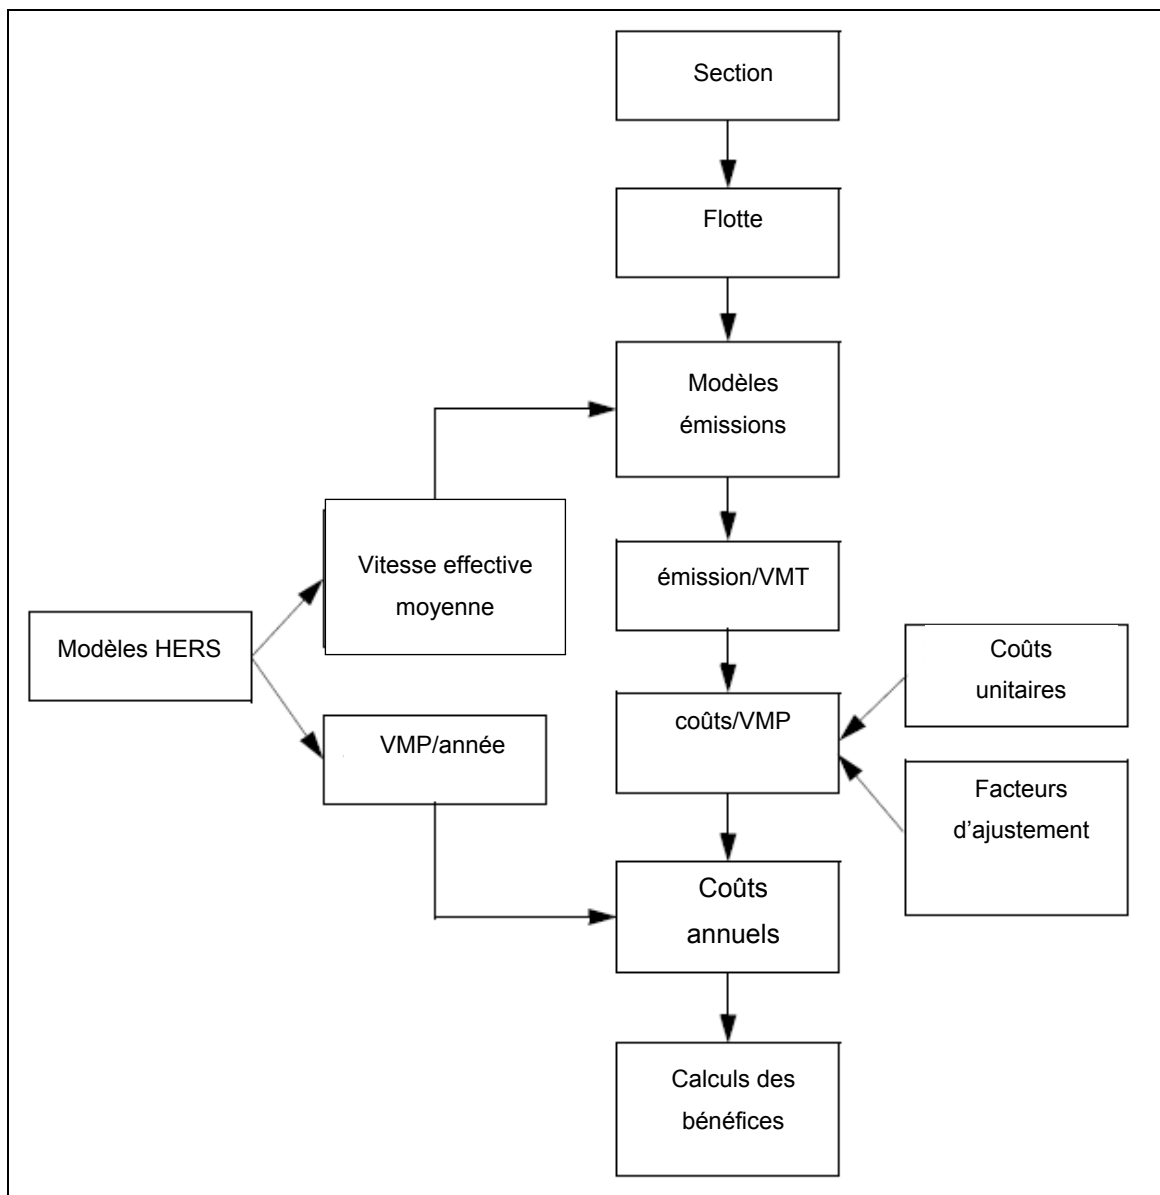 Section
Flotte
Modèles
émissions
Vitesse effective
moyenne
émission/VMT
Modèles HERS
Coûts
unitaires
coûts/VMP
VMP/année
Facteurs
d’ajustement
Coûts
annuels
Calculs des
bénéfices